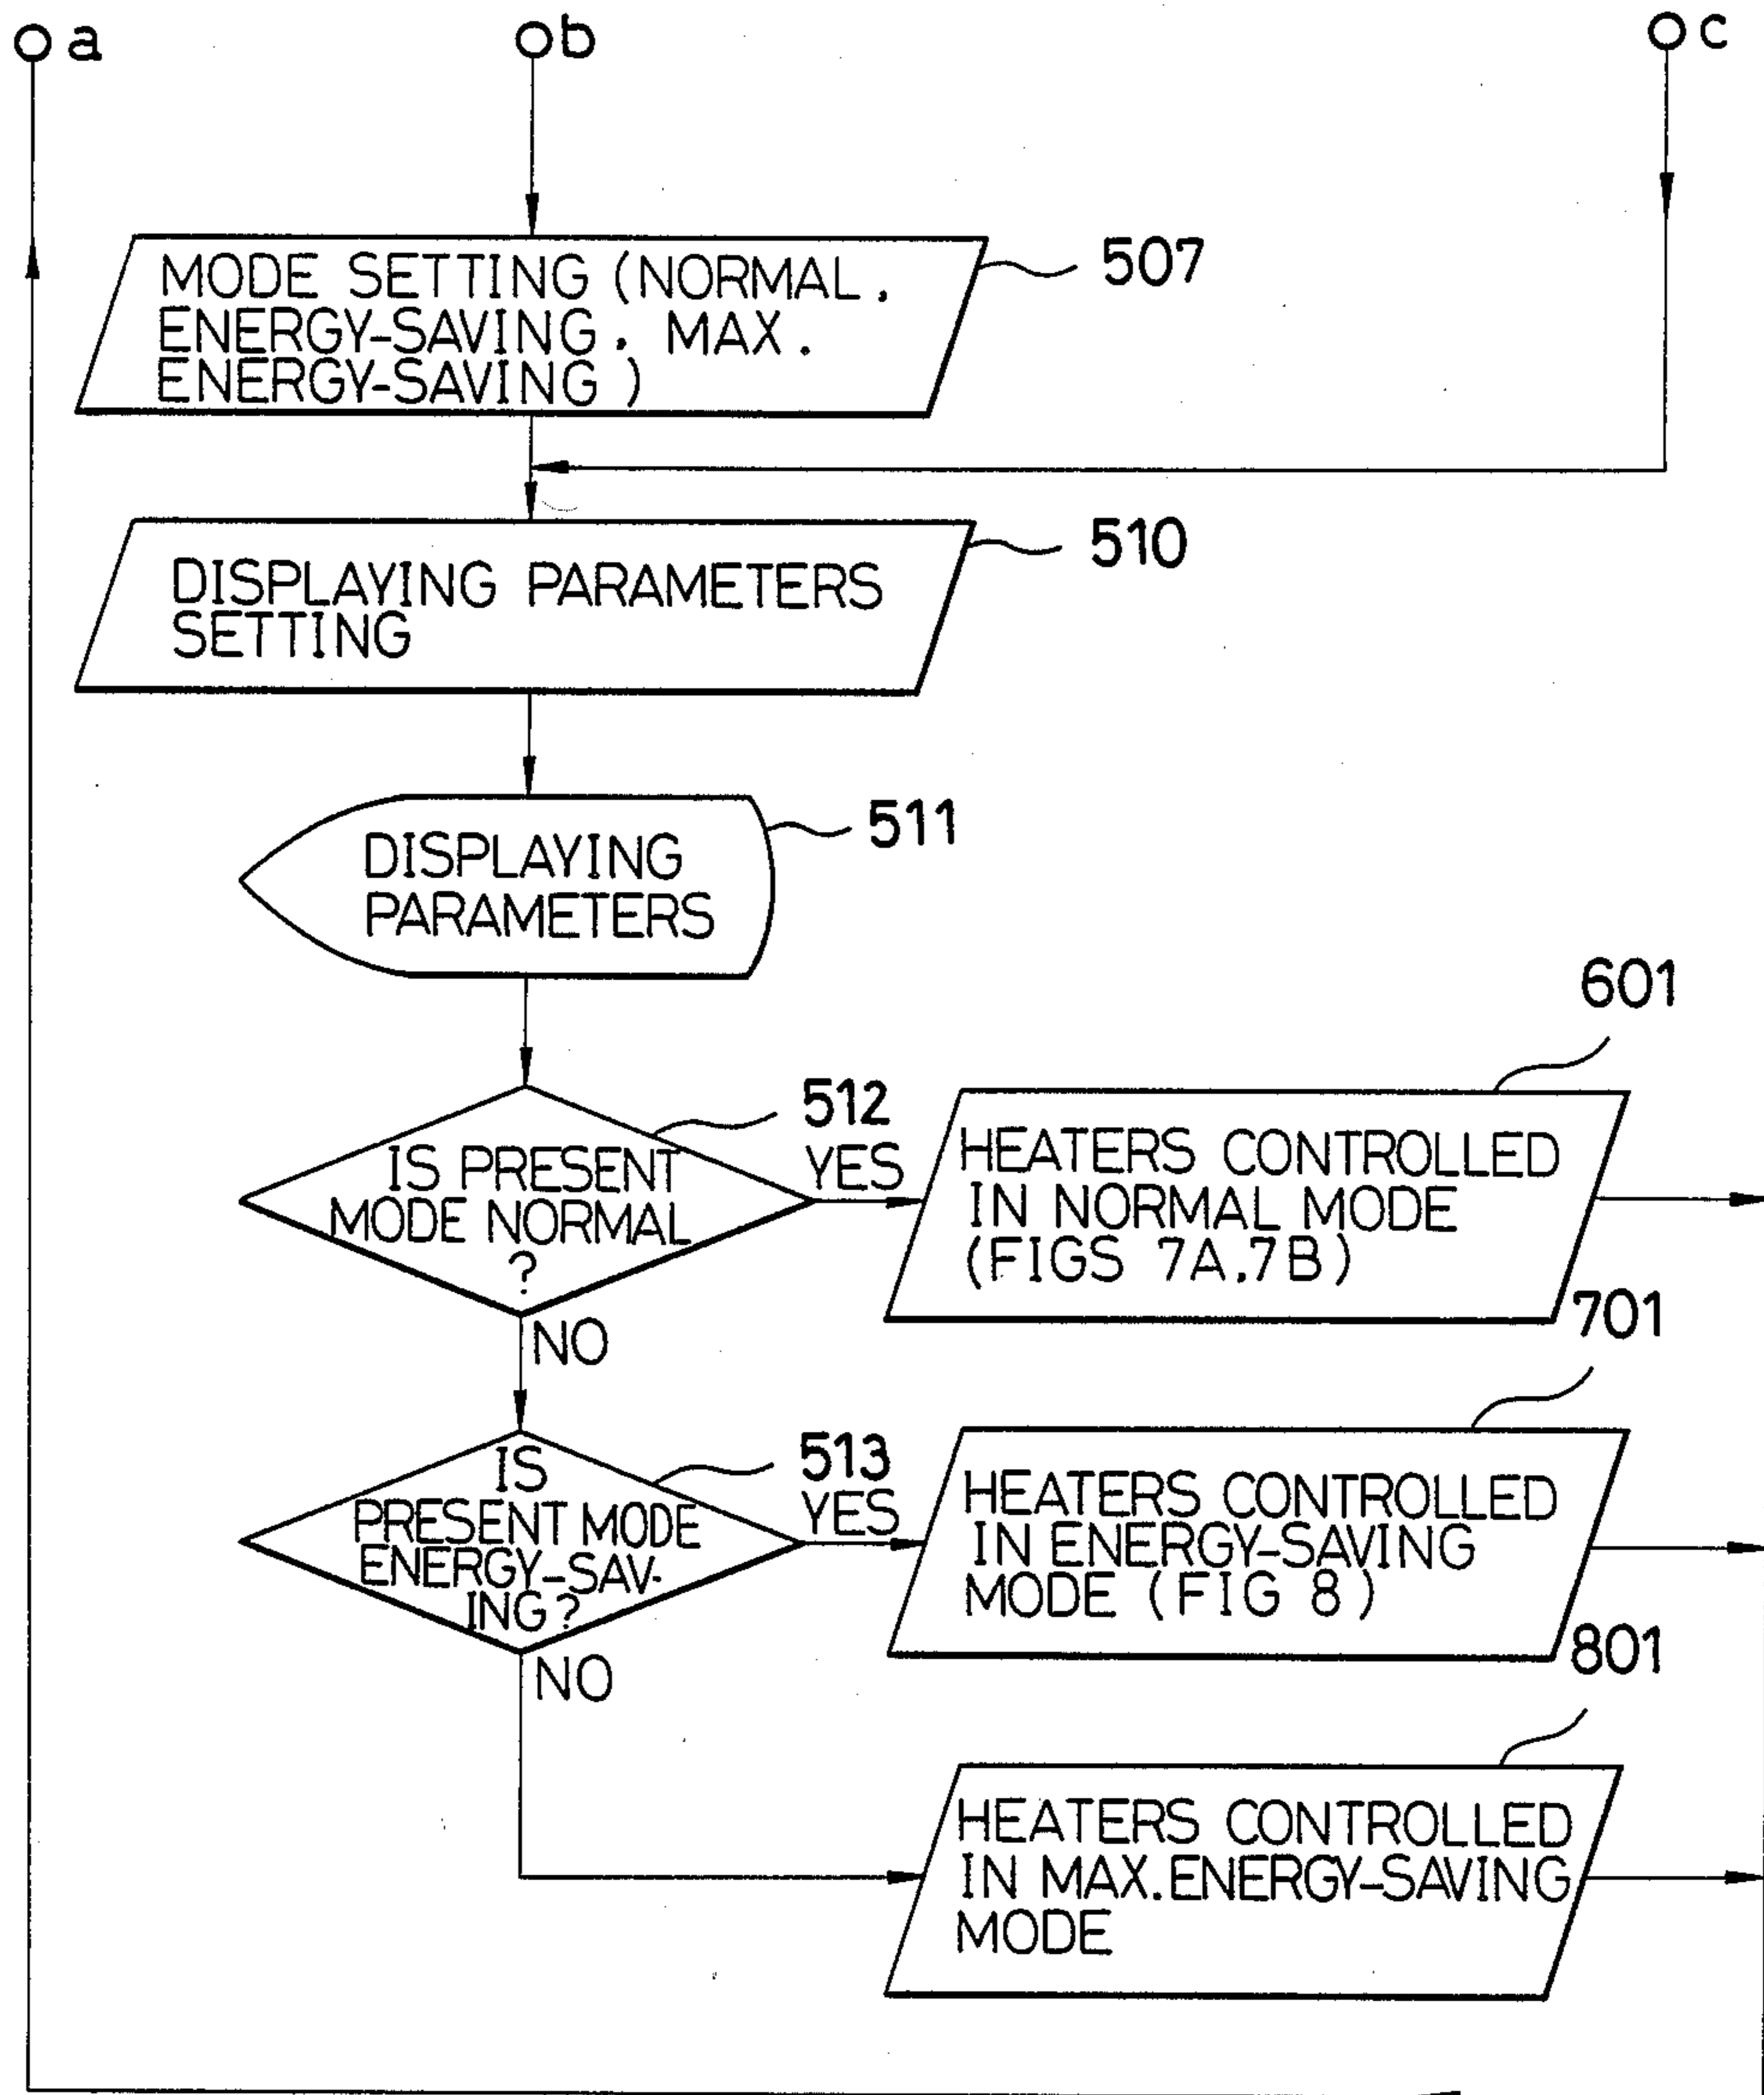 a
b
c
MODE SETTING (NORMAL,
ENERGY-SAVING, MAX.
ENERGY-SAVING)
507
DISPLAYING PARAMETERS
SETTING
510
DISPLAYING
PARAMETERS
511
IS PRESENT
MODE NORMAL
?
512
YES
NO
HEATERS CONTROLLED
IN NORMAL MODE
(FIGS 7A,7B)
601
IS
PRESENT MODE
ENERGY-SAV-
ING?
513
YES
NO
HEATERS CONTROLLED
IN ENERGY-SAVING
MODE (FIG 8)
701
HEATERS CONTROLLED
IN MAX.ENERGY-SAVING
MODE
801